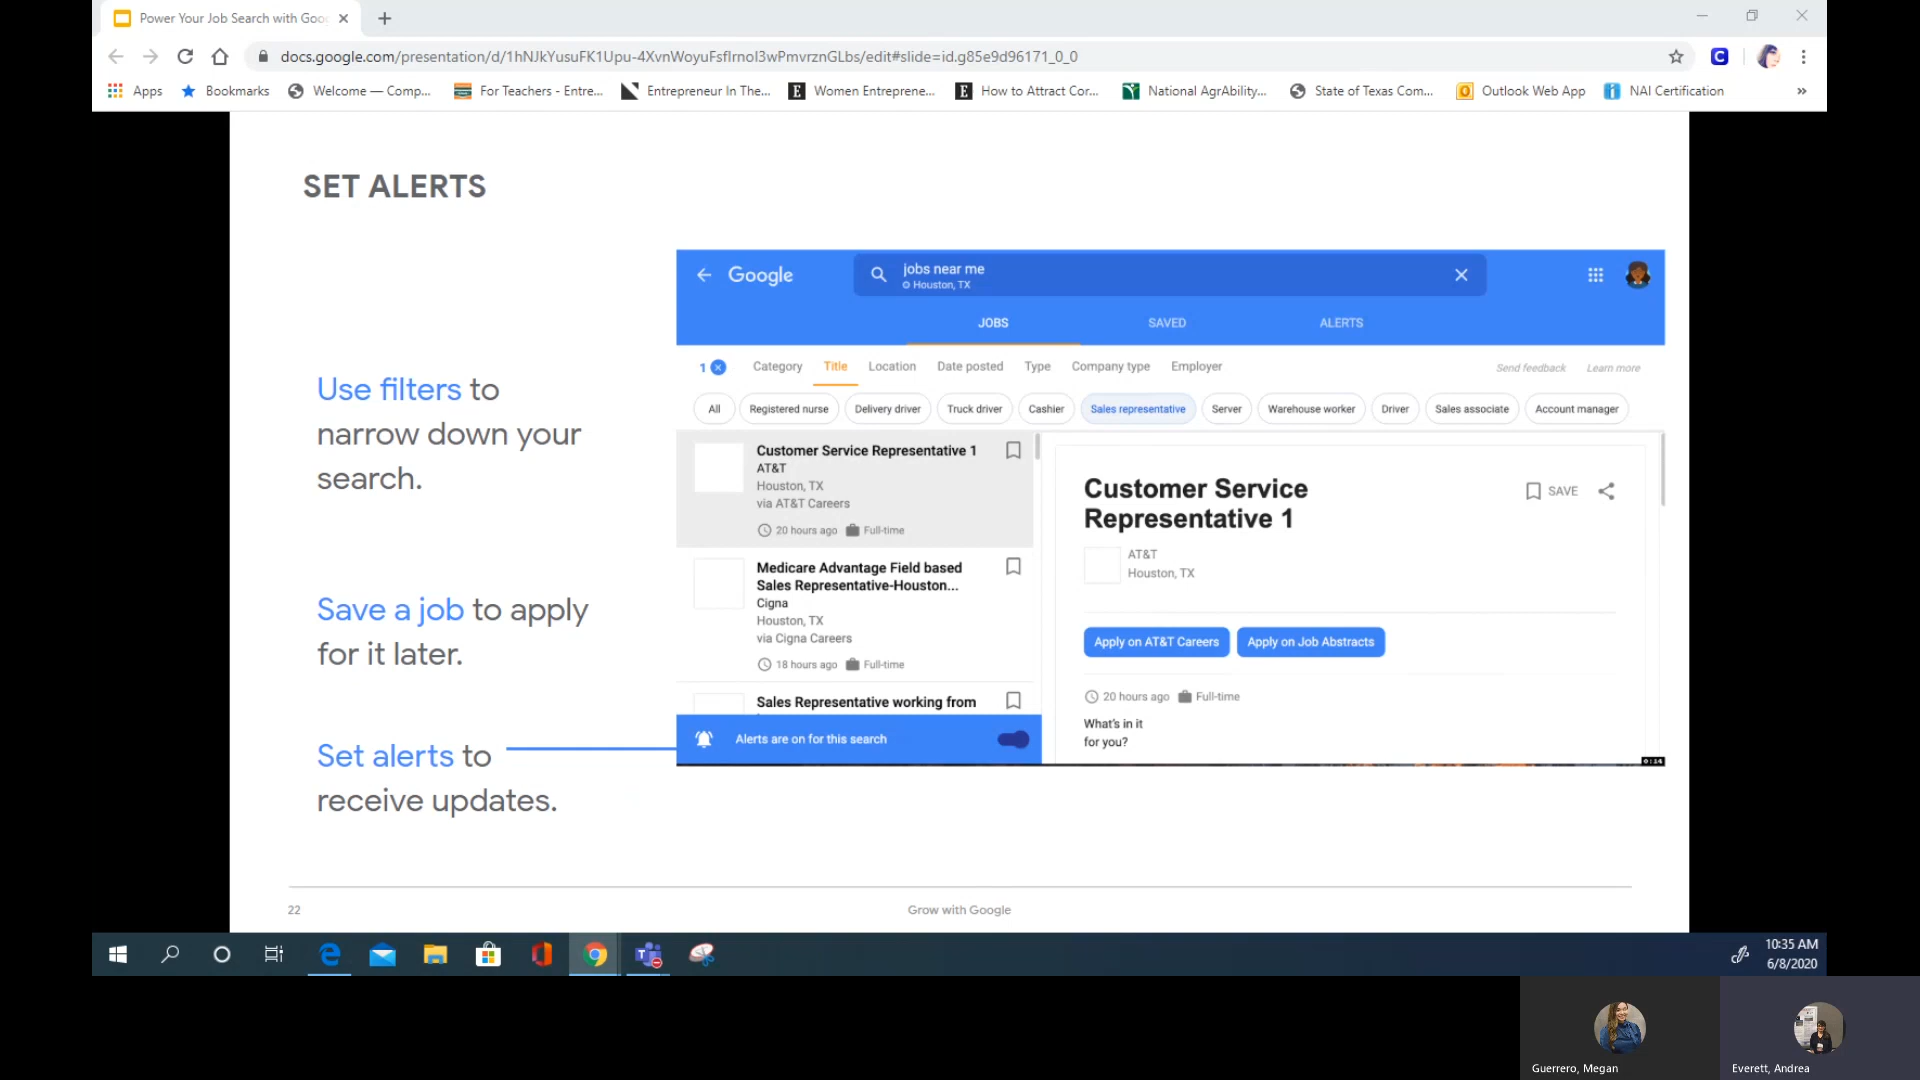 Power Your Job Search with Goo
docs.google.com/presentation/d/1hNJkYusuFK1Upu-4XvnWoyuFsflrnoI3wPmvrznGLbs/edit#slide=id.g85e9d96171_0_0
C
Apps Bookmarks Welcome — Comp... For Teachers - Entre... Entrepreneur In The... E Women Entreprene... E How to Attract Cor... National AgrAbility... State of Texas Com... Outlook Web App NAI Certification »
SET ALERTS
Use filters to
narrow down your
search.
Save a job to apply
for it later.
Set alerts to
receive updates.
Google
jobs near me
Houston, TX
JOBS SAVED ALERTS
1 Category Title Location Date posted Type Company type Employer Send feedback Learn more
All Registered nurse Delivery driver Truck driver Cashier Sales representative Server Warehouse worker Driver Sales associate Account manager
Customer Service Representative 1
AT&T
Houston, TX
via AT&T Careers
20 hours ago Full-time
Medicare Advantage Field based
Sales Representative-Houston...
Cigna
Houston, TX
via Cigna Careers
18 hours ago Full-time
Sales Representative working from
Alerts are on for this search
Customer Service
Representative 1
SAVE
AT&T
Houston, TX
Apply on AT&T Careers Apply on Job Abstracts
20 hours ago Full-time
What's in it
for you?
0:14
22
Grow with Google
10:35 AM
6/8/2020
Guerrero, Megan
Everett, Andrea